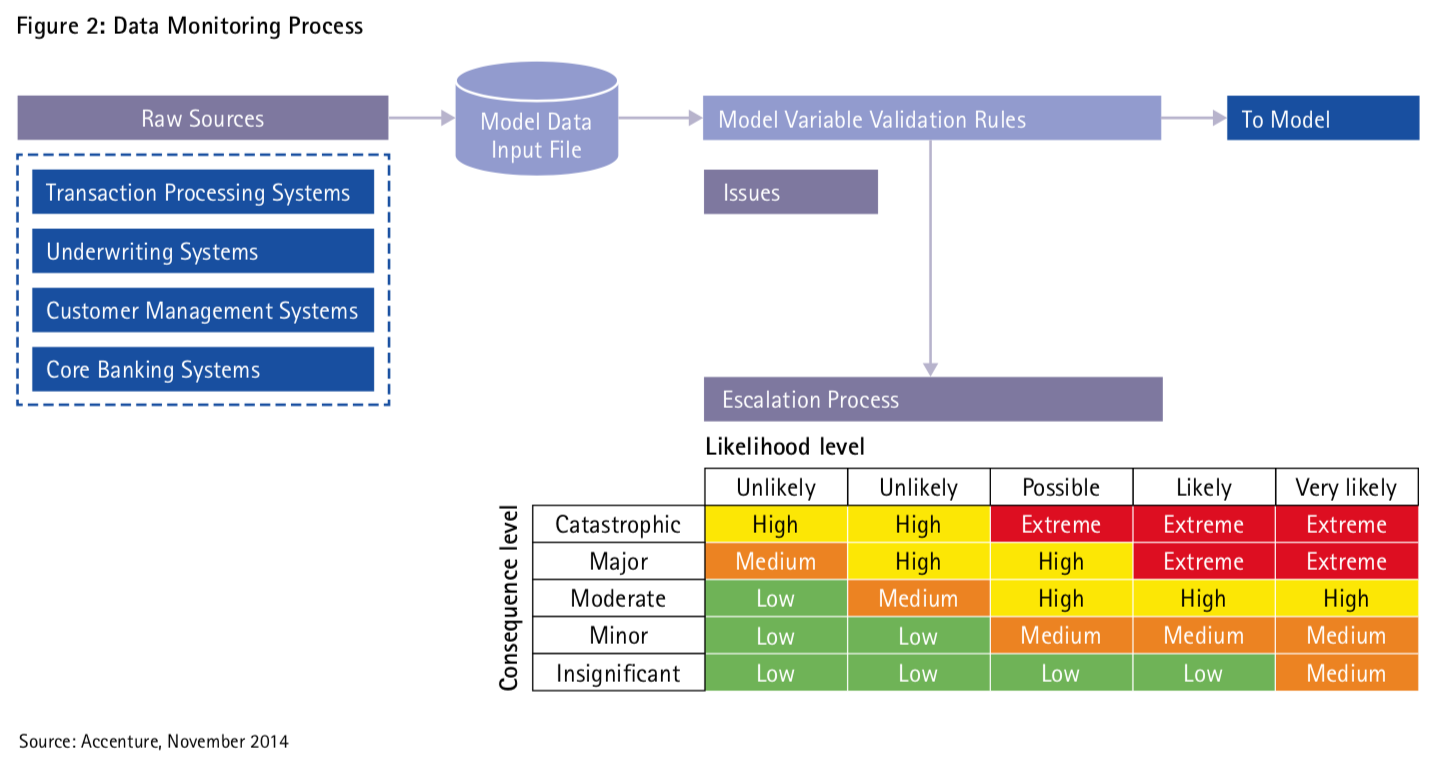 Figure 2: Data Monitoring Process
Raw Sources
Model Data
Input File
Model Variable Validation Rules
To Model
Transaction Processing Systems
Underwriting Systems
Customer Management Systems
Core Banking Systems
Issues
Escalation Process
Likelihood level
Unlikely Unlikely Possible Likely Very likely
Consequence level
Catastrophic High High Extreme Extreme Extreme
Major Medium High High Extreme Extreme
Moderate Low Medium High High High
Minor Low Low Medium Medium Medium
Insignificant Low Low Low Low Medium
Source: Accenture, November 2014